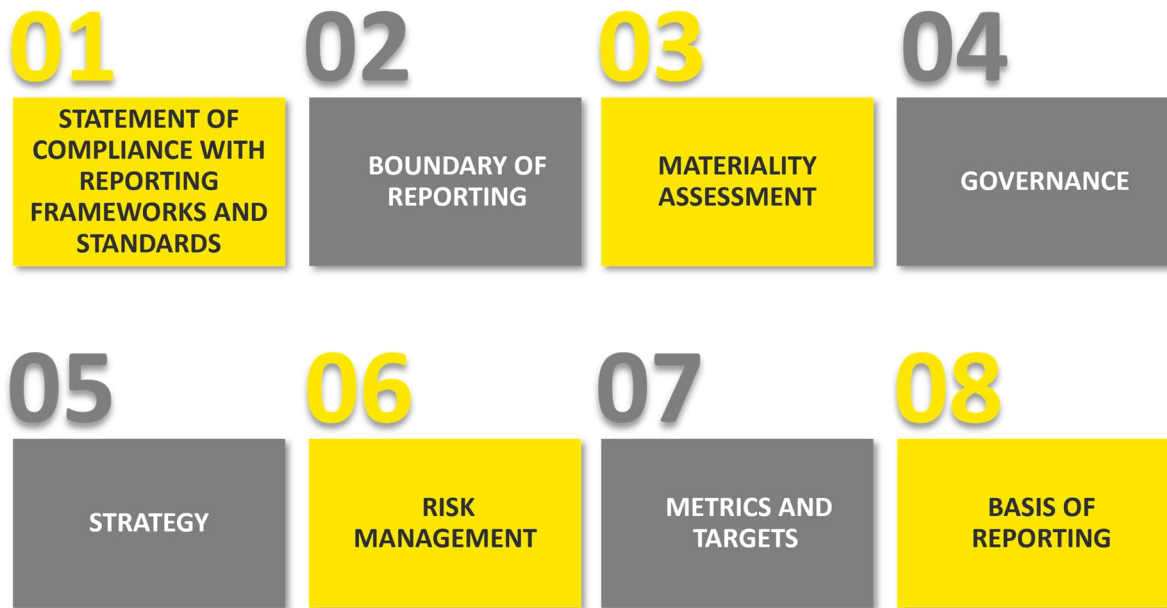 01
STATEMENT OF
COMPLIANCE WITH
REPORTING
FRAMEWORKS AND
STANDARDS
02
BOUNDARY OF
REPORTING
03
MATERIALITY
ASSESSMENT
04
GOVERNANCE
05
STRATEGY
06
RISK
MANAGEMENT
07
METRICS AND
TARGETS
08
BASIS OF
REPORTING